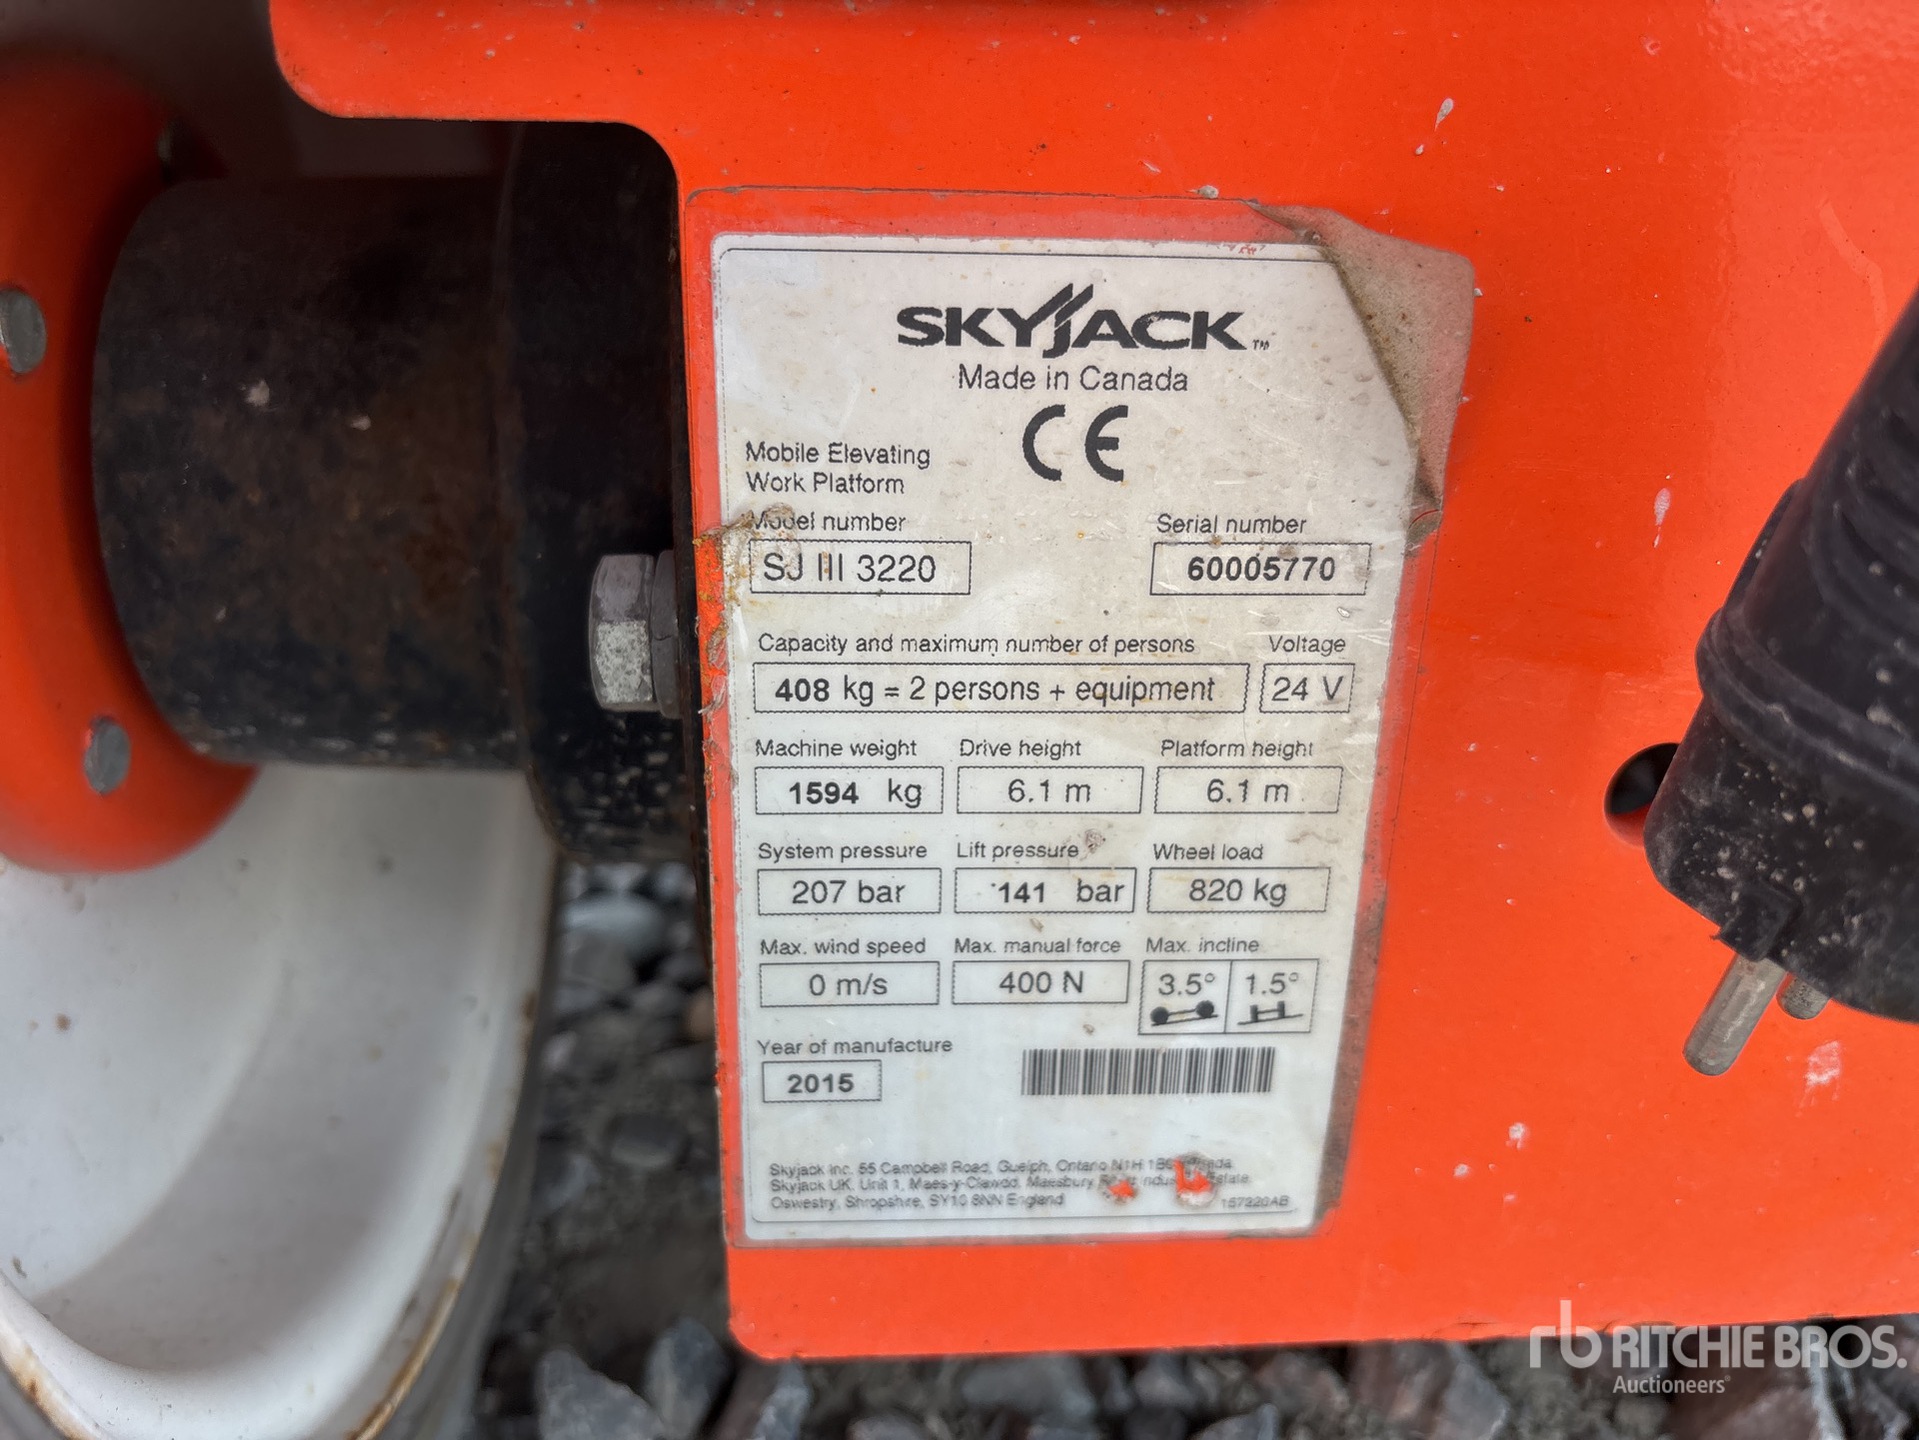 SKYJACK™
Made in Canada
CE
Mobile Elevating
Work Platform
Model number Serial number
SJ III 3220 60005770
Capacity and maximum number of persons Voltage
408 kg = 2 persons + equipment 24 V
Machine weight Drive height Platform height
1594 kg 6.1 m 6.1 m
System pressure Lift pressure Wheel load
207 bar 141 bar 820 kg
Max. wind speed Max. manual force Max. incline
0 m/s 400 N 3.5° 1.5°
Year of manufacture
2015
Skyjack Inc. 55 Campbell Road, Guelph, Ontario N1H
Skyjack UK. Unit 1, Maes-y-Clawdd, Maesbury Estate
Oswestry, Shropshire, SY10 8NN England 157220AB
rb RITCHIE BROS.
Auctioneers®